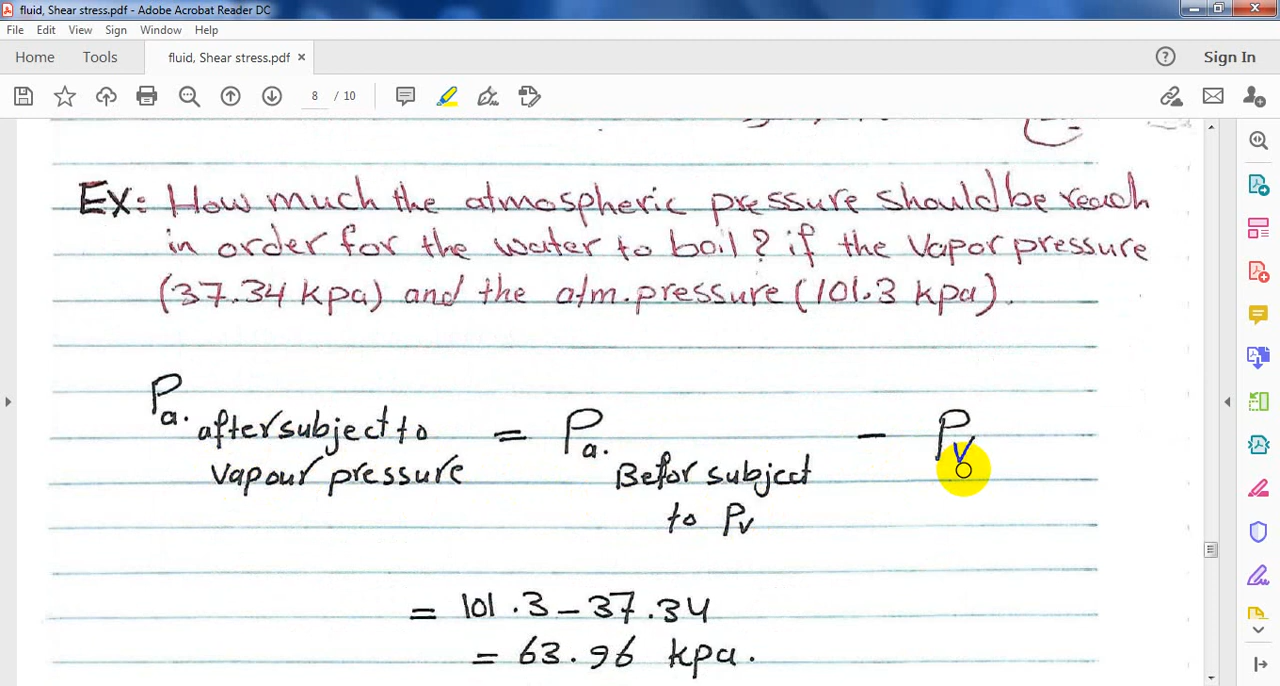 fluid, Shear stress.pdf - Adobe Acrobat Reader DC
File Edit View Sign Window Help
Home Tools fluid, Shear stress.pdf × Sign In
8 / 10
Ex: How much the atmospheric pressure should be reach
in order for the water to boil? if the Vapor pressure
(37.34 kpa) and the atm.pressure (101.3 kpa).
Pa. after subject to vapour pressure = Pa. Befor subject to Pv - Pv
= 101.3 - 37.34
= 63.96 kpa.